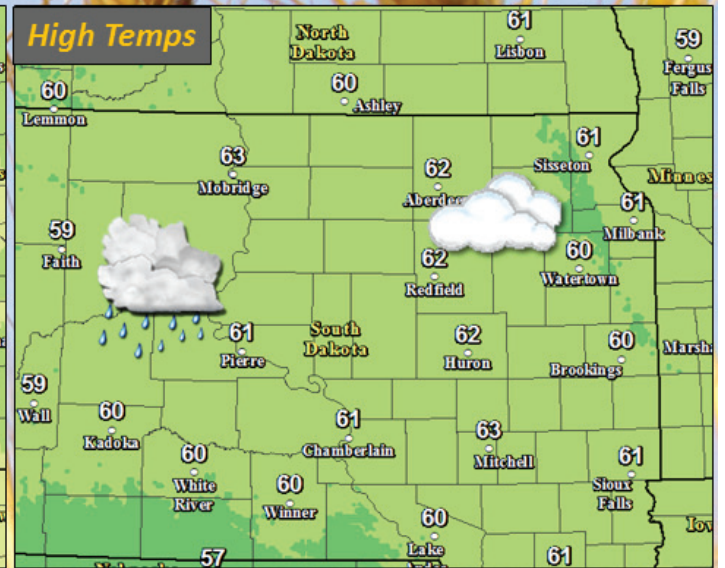 High Temps
North
Dakota
61
Lisbon
59
Fergus
Falls
60
Lemmon
60
Ashley
63
Mobridge
62
61
Sisseton
Minnes
61
Milbank
59
Faith
62
Redfield
60
Watertown
61
Pierre
South
Dakota
62
Huron
60
Brookings
Marsh
59
Wall
60
Kadoka
61
Chamberlain
63
Mitchell
60
White
River
60
Winner
61
Sioux
Falls
60
Lake
57
61
Iow